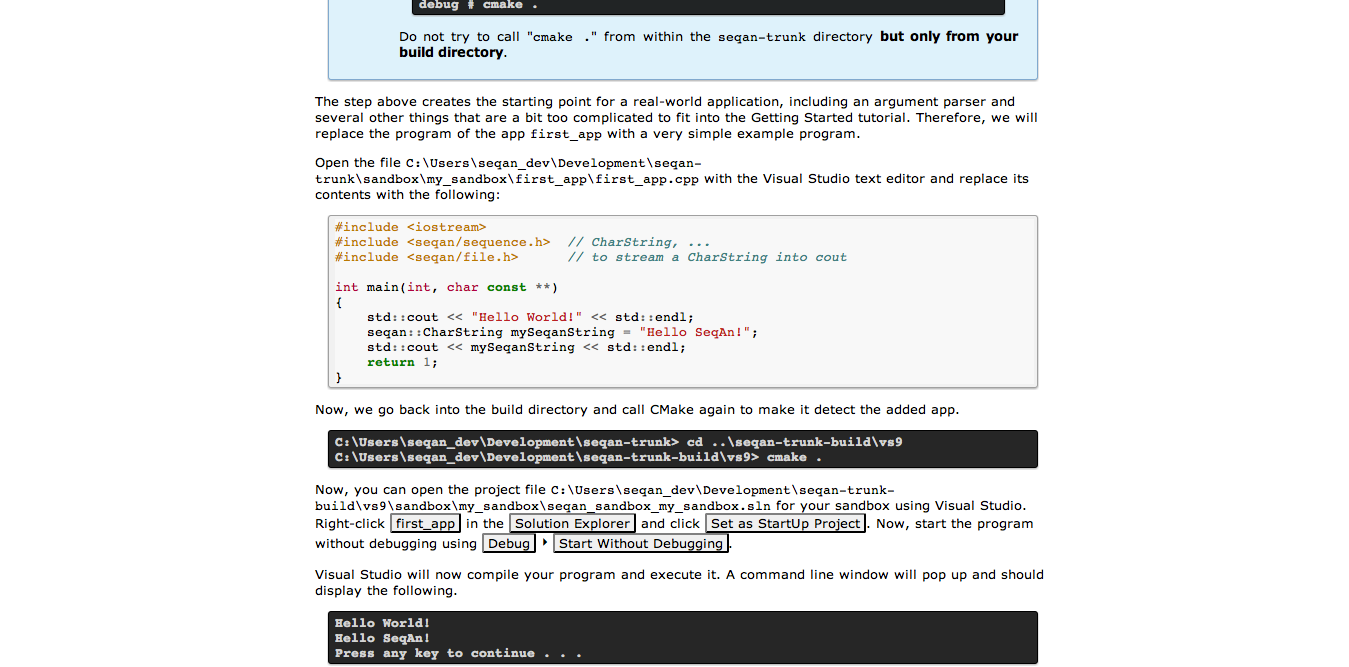 debug # cmake .
Do not try to call "cmake ." from within the seqan-trunk directory but only from your
build directory.
The step above creates the starting point for a real-world application, including an argument parser and
several other things that are a bit too complicated to fit into the Getting Started tutorial. Therefore, we will
replace the program of the app first_app with a very simple example program.
Open the file C:\Users\seqan_dev\Development\seqan-
trunk\sandbox\my_sandbox\first_app\first_app.cpp with the Visual Studio text editor and replace its
contents with the following:
#include <iostream>
#include <seqan/sequence.h>  // CharString, ...
#include <seqan/file.h>      // to stream a CharString into cout
int main(int, char const **)
{
    std::cout << "Hello World!" << std::endl;
    seqan::CharString mySeqanString = "Hello SeqAn!";
    std::cout << mySeqanString << std::endl;
    return 1;
}
Now, we go back into the build directory and call CMake again to make it detect the added app.
C:\Users\seqan_dev\Development\seqan-trunk> cd ..\seqan-trunk-build\vs9
C:\Users\seqan_dev\Development\seqan-trunk-build\vs9> cmake .
Now, you can open the project file C:\Users\seqan_dev\Development\seqan-trunk-
build\vs9\sandbox\my_sandbox\seqan_sandbox_my_sandbox.sln for your sandbox using Visual Studio.
Right-click first_app in the Solution Explorer and click Set as StartUp Project. Now, start the program
without debugging using Debug ‣ Start Without Debugging.
Visual Studio will now compile your program and execute it. A command line window will pop up and should
display the following.
Hello World!
Hello SeqAn!
Press any key to continue . . .